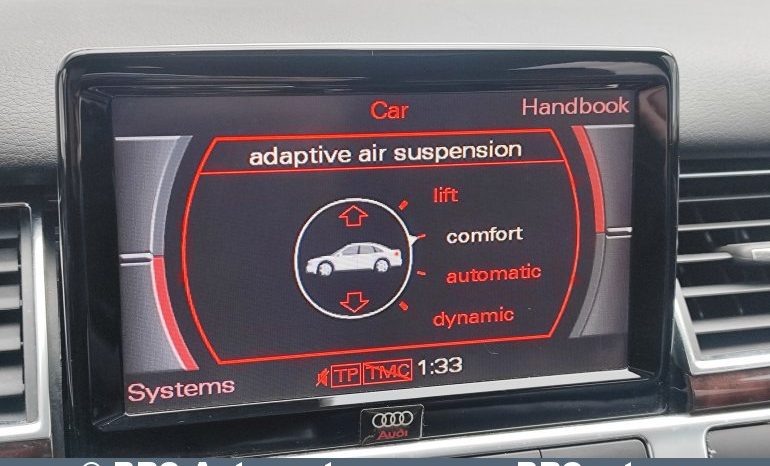 Car
Handbook
adaptive air suspension
lift
comfort
automatic
dynamic
TP TMC 1:33
Systems
Audi